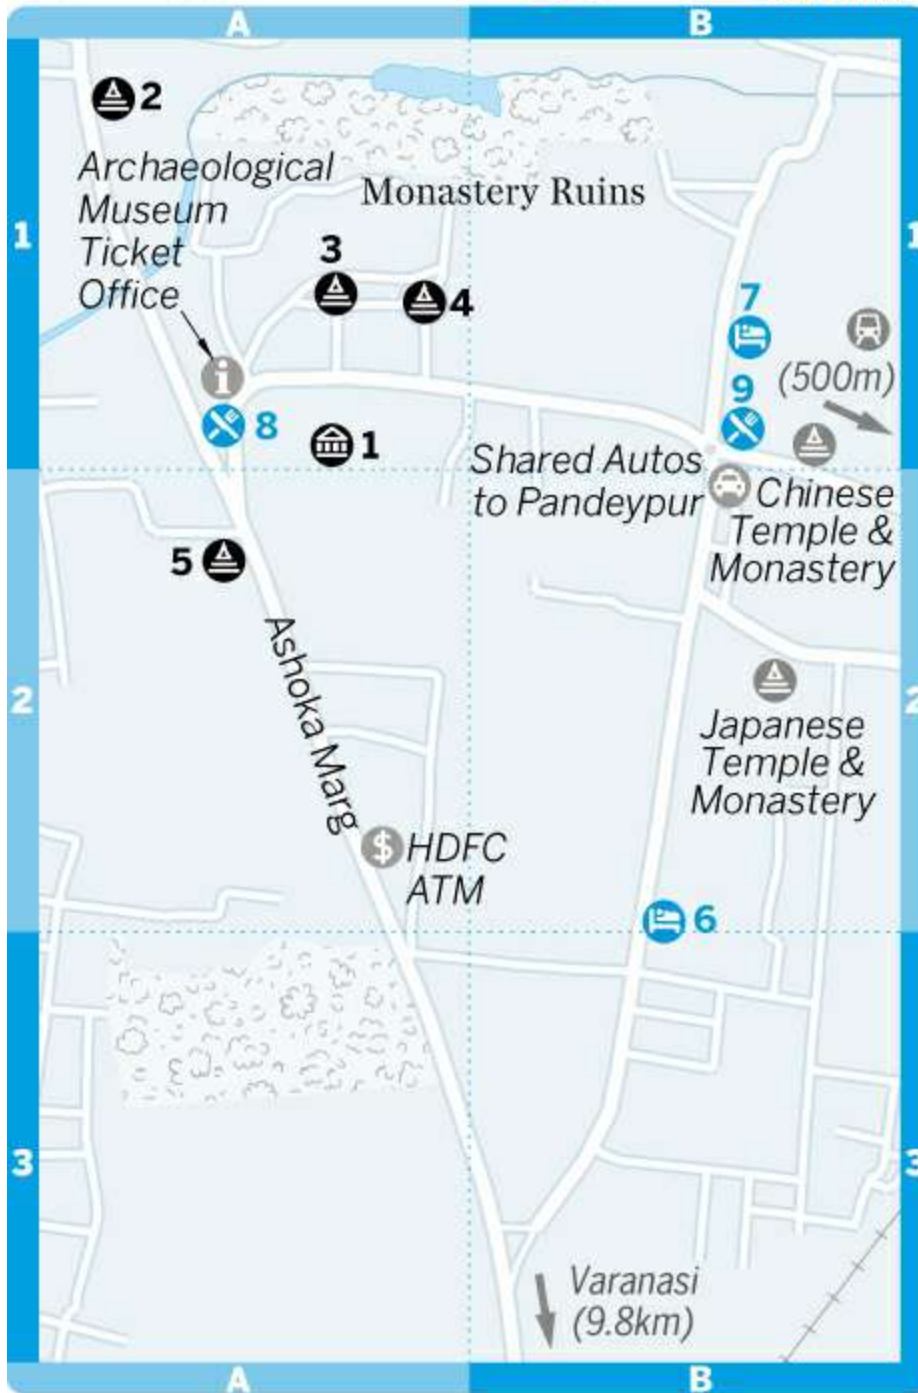 A
B
2
Archaeological
Museum
Ticket
Office
Monastery Ruins
1
1
3
4
7
(500m)
9
8
1
Shared Autos
to Pandeypur
Chinese
Temple &
Monastery
5
Ashoka Marg
2
2
Japanese
Temple &
Monastery
$
HDFC
ATM
6
3
3
Varanasi
(9.8km)
A
B